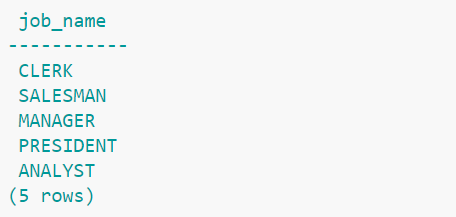 job_name
-----------
CLERK
SALESMAN
MANAGER
PRESIDENT
ANALYST
(5 rows)